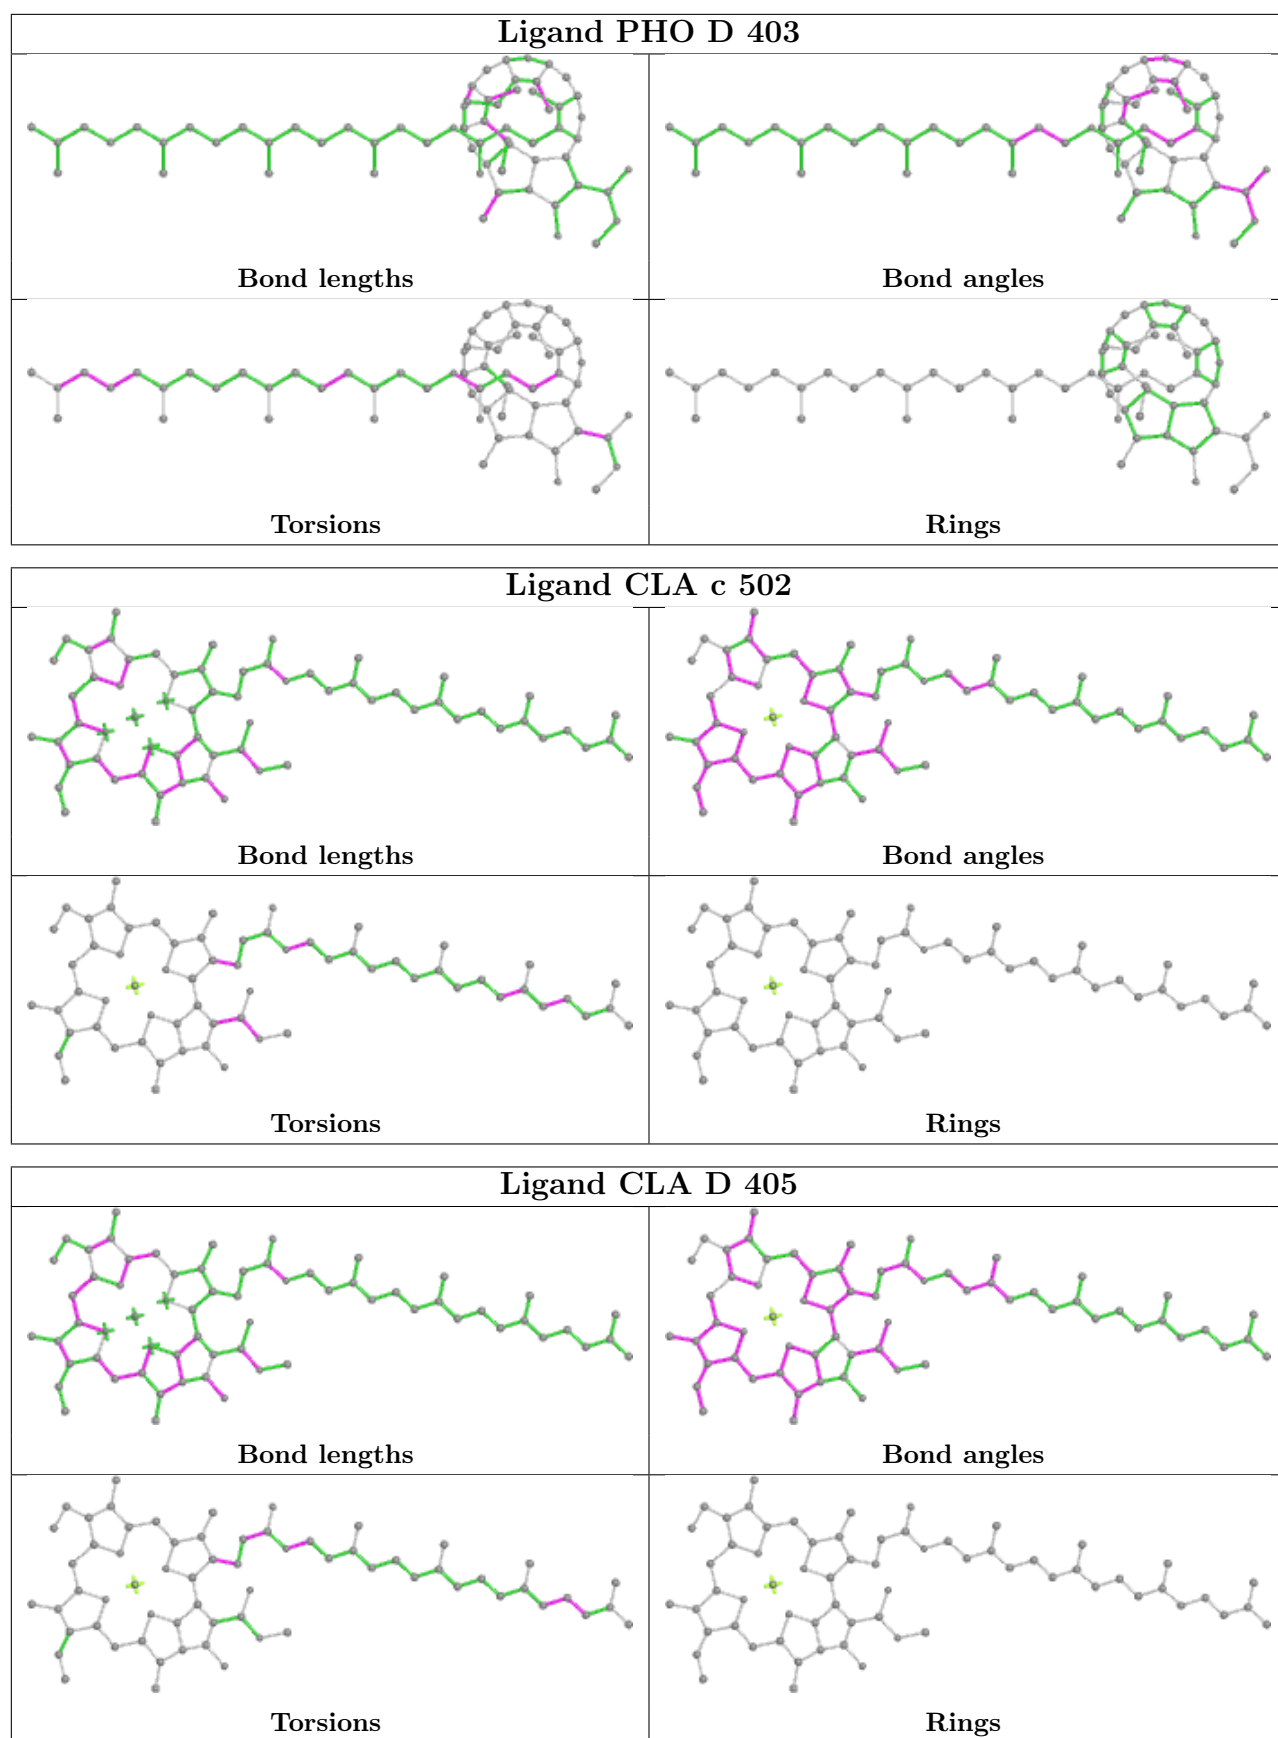 Ligand PHO D 403
Bond lengths
Bond angles
Torsions
Rings
Ligand CLA c 502
Bond lengths
Bond angles
Torsions
Rings
Ligand CLA D 405
Bond lengths
Bond angles
Torsions
Rings